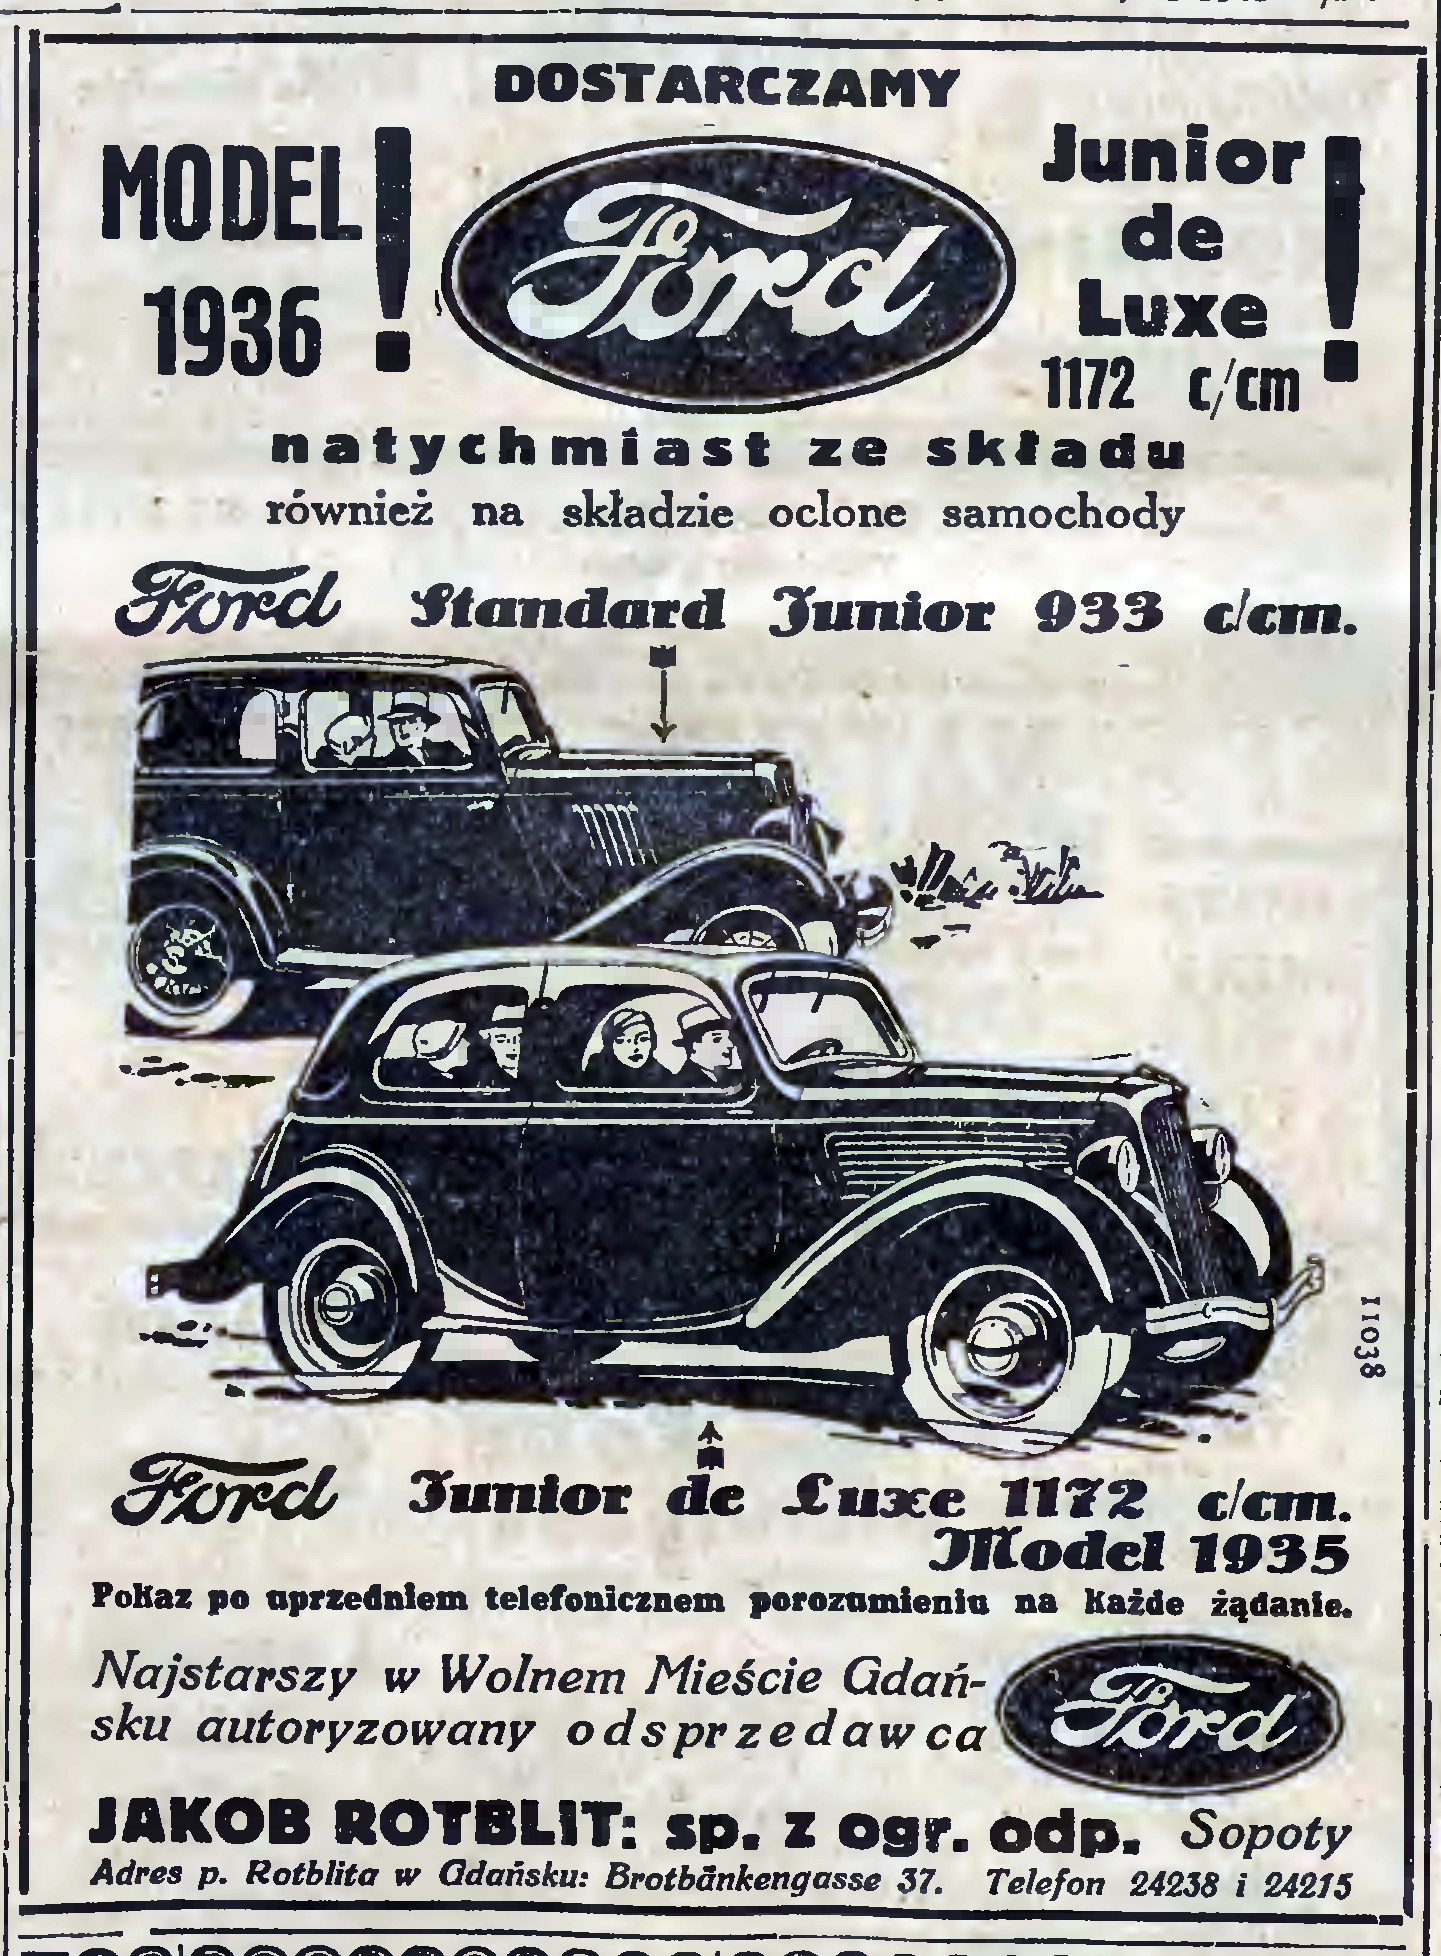 DOSTARCZAMY
MODEL
1936
!
Ford
Junior
de
Luxe
1172 c/cm
!
natychmiast ze składu
również na składzie oclone samochody
Ford Standard Junior 933 c/cm.
11038
Ford Junior de Luxe 1172 c/cm.
Model 1935
Pokaz po uprzedniem telefonicznem porozumieniu na każde żądanie.
Najstarszy w Wolnem Mieście Gdań-
sku autoryzowany odsprzedawca
Ford
JAKOB ROTBLIT: sp. z ogr. odp. Sopoty
Adres p. Rotblita w Gdańsku: Brotbänkengasse 37. Telefon 24238 i 24215